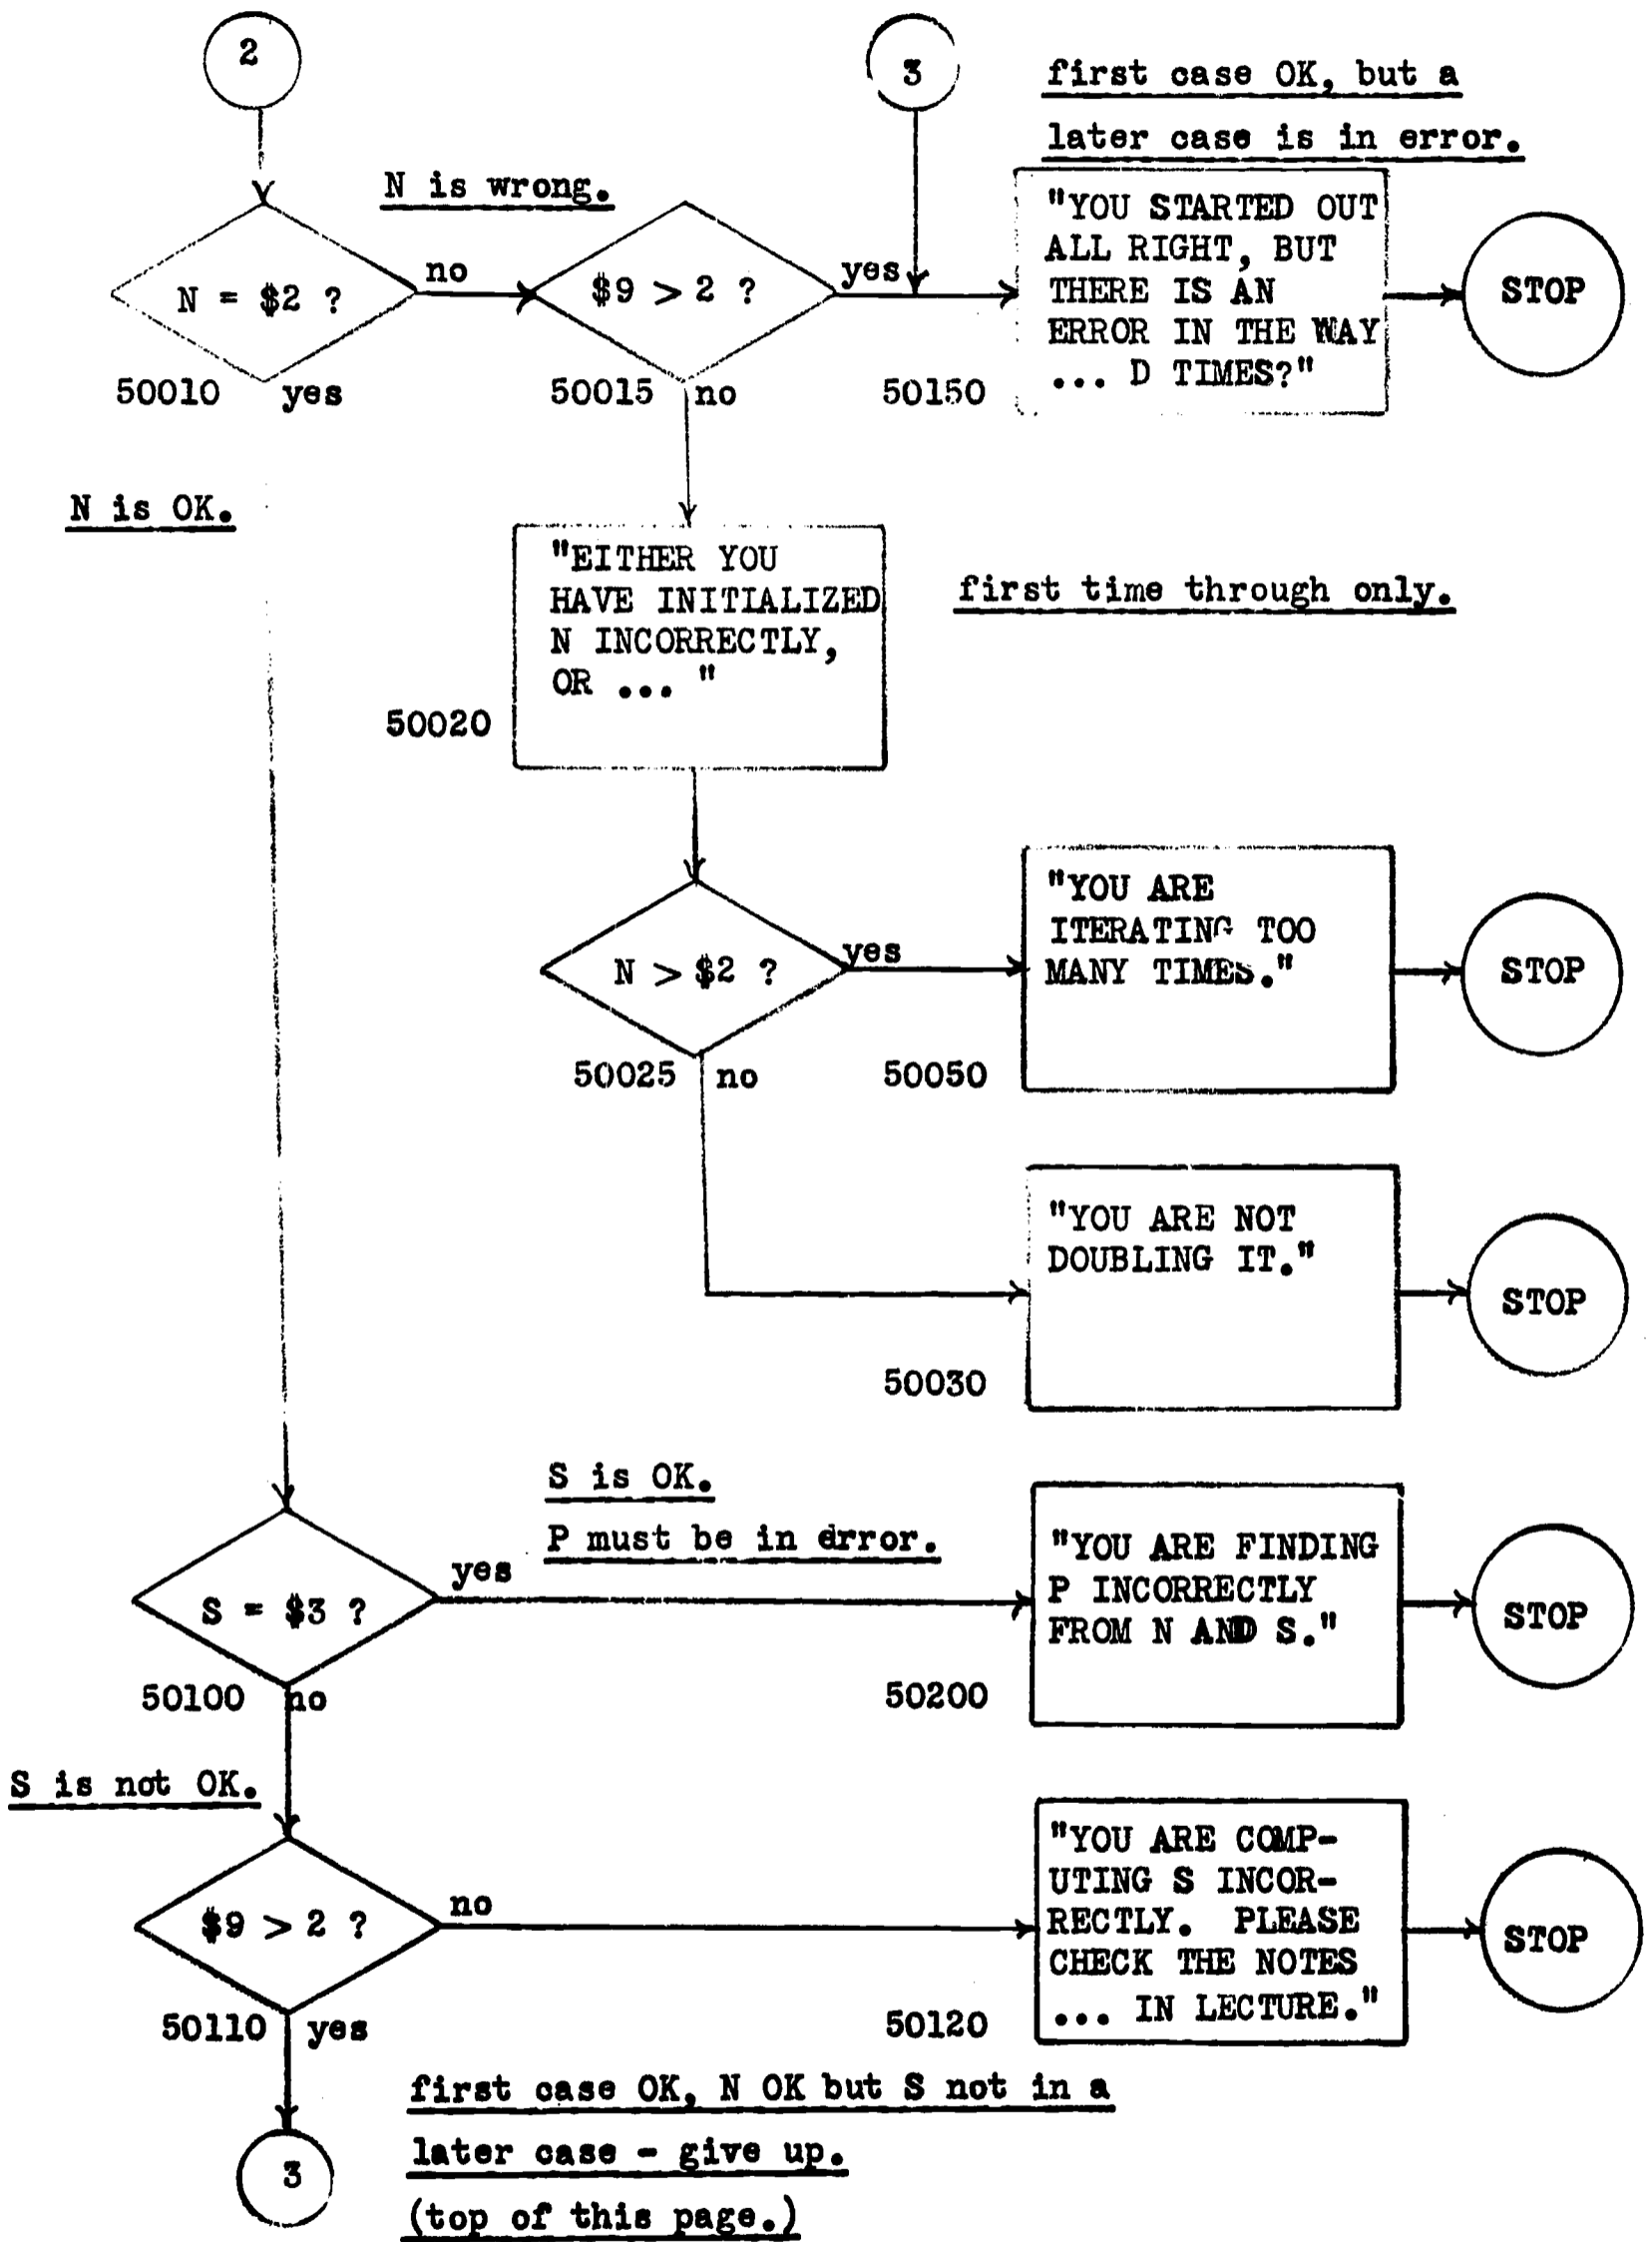 2
3
first case OK, but a
later case is in error.
N is wrong.
"YOU STARTED OUT
ALL RIGHT, BUT
THERE IS AN
ERROR IN THE WAY
... D TIMES?"
N = $2 ?
no
$9 > 2 ?
yes
STOP
50010
yes
50015
no
50150
N is OK.
"EITHER YOU
HAVE INITIALIZED
N INCORRECTLY,
OR ... "
first time through only.
50020
"YOU ARE
ITERATING TOO
MANY TIMES."
N > $2 ?
yes
STOP
50025
no
50050
"YOU ARE NOT
DOUBLING IT."
STOP
50030
S is OK.
P must be in error.
"YOU ARE FINDING
P INCORRECTLY
FROM N AND S."
S = $3 ?
yes
STOP
50100
no
50200
S is not OK.
"YOU ARE COMP-
UTING S INCOR-
RECTLY. PLEASE
CHECK THE NOTES
... IN LECTURE."
$9 > 2 ?
no
STOP
50110
yes
50120
first case OK, N OK but S not in a
later case - give up.
(top of this page.)
3